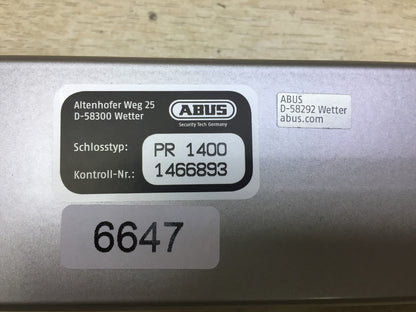 Altenhofer Weg 25
D-58300 Wetter
ABUS
Security Tech Germany
Schlosstyp: PR 1400
Kontroll-Nr.: 1466893
ABUS
D-58292 Wetter
abus.com
6647